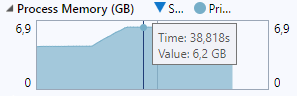 Process Memory (GB)
S...
Pri...
6,9
6,9
Time: 38,818s
Value: 6,2 GB
0
0